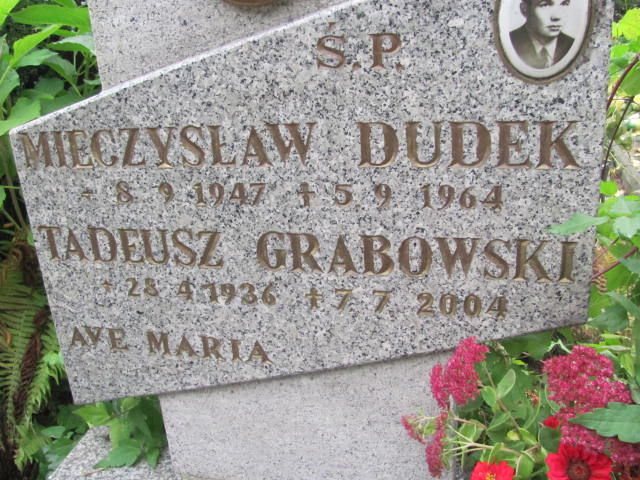 Ś.P.
MIECZYSŁAW DUDEK
* 8 9 1947 + 5 9 1964
TADEUSZ GRABOWSKI
* 28 4 1936 + 7 7 2004
AVE MARIA